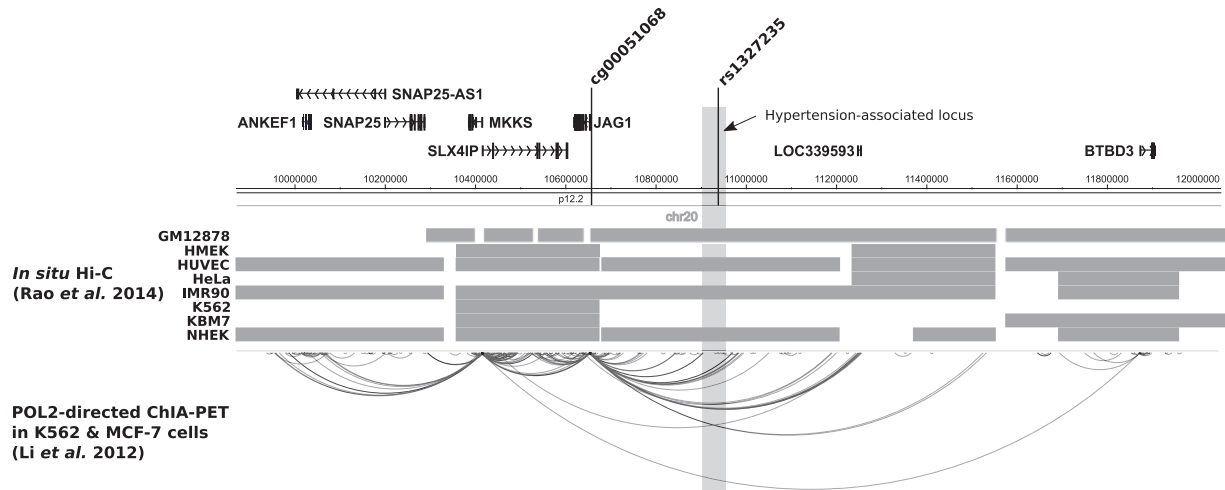 cg00051068
rs1327235
SNAP25-AS1
Hypertension-associated locus
ANKEF1
SNAP25
MKKS
JAG1
SLX4IP
LOC339593
BTBD3
10000000 10200000 10400000 10600000 10800000 11000000 11200000 11400000 11600000 11800000 12000000
p12.2
chr20
GM12878
HMEK
HUVEC
HeLa
IMR90
K562
KBM7
NHEK
In situ Hi-C
(Rao et al. 2014)
POL2-directed ChIA-PET
in K562 & MCF-7 cells
(Li et al. 2012)